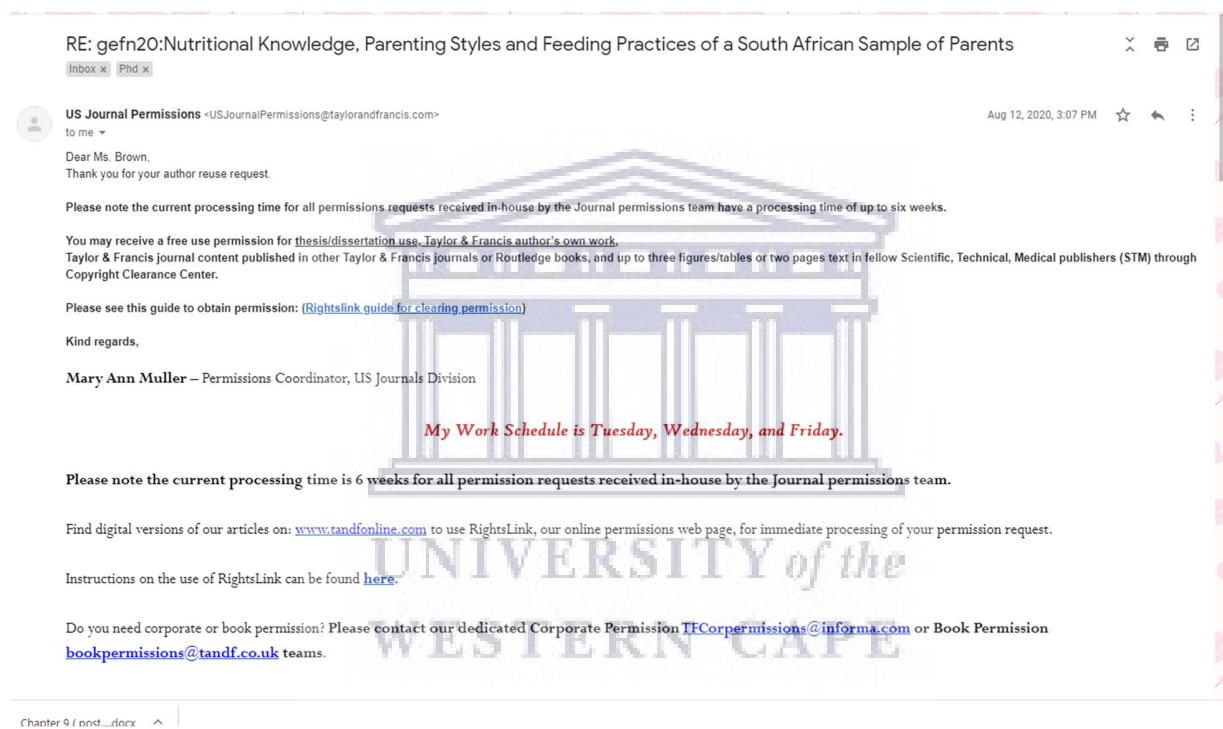 RE: gefn20:Nutritional Knowledge, Parenting Styles and Feeding Practices of a South African Sample of Parents
Inbox x Phd x
US Journal Permissions <USJournalPermissions@taylorandfrancis.com>
Aug 12, 2020, 3:07 PM
to me
Dear Ms. Brown,
Thank you for your author reuse request.
Please note the current processing time for all permissions requests received in-house by the Journal permissions team have a processing time of up to six weeks.
You may receive a free use permission for thesis/dissertation use, Taylor & Francis author's own work,
Taylor & Francis journal content published in other Taylor & Francis journals or Routledge books, and up to three figures/tables or two pages text in fellow Scientific, Technical, Medical publishers (STM) through
Copyright Clearance Center.
Please see this guide to obtain permission: (Rightslink guide for clearing permission)
Kind regards,
Mary Ann Muller – Permissions Coordinator, US Journals Division
My Work Schedule is Tuesday, Wednesday, and Friday.
Please note the current processing time is 6 weeks for all permission requests received in-house by the Journal permissions team.
Find digital versions of our articles on: www.tandfonline.com to use RightsLink, our online permissions web page, for immediate processing of your permission request.
UNIVERSITY of the
Instructions on the use of RightsLink can be found here.
Do you need corporate or book permission? Please contact our dedicated Corporate Permission TFCorpermissions@informa.com or Book Permission
WESTERN CAPE
bookpermissions@tandf.co.uk teams.
Chapter 9 ( post....docx